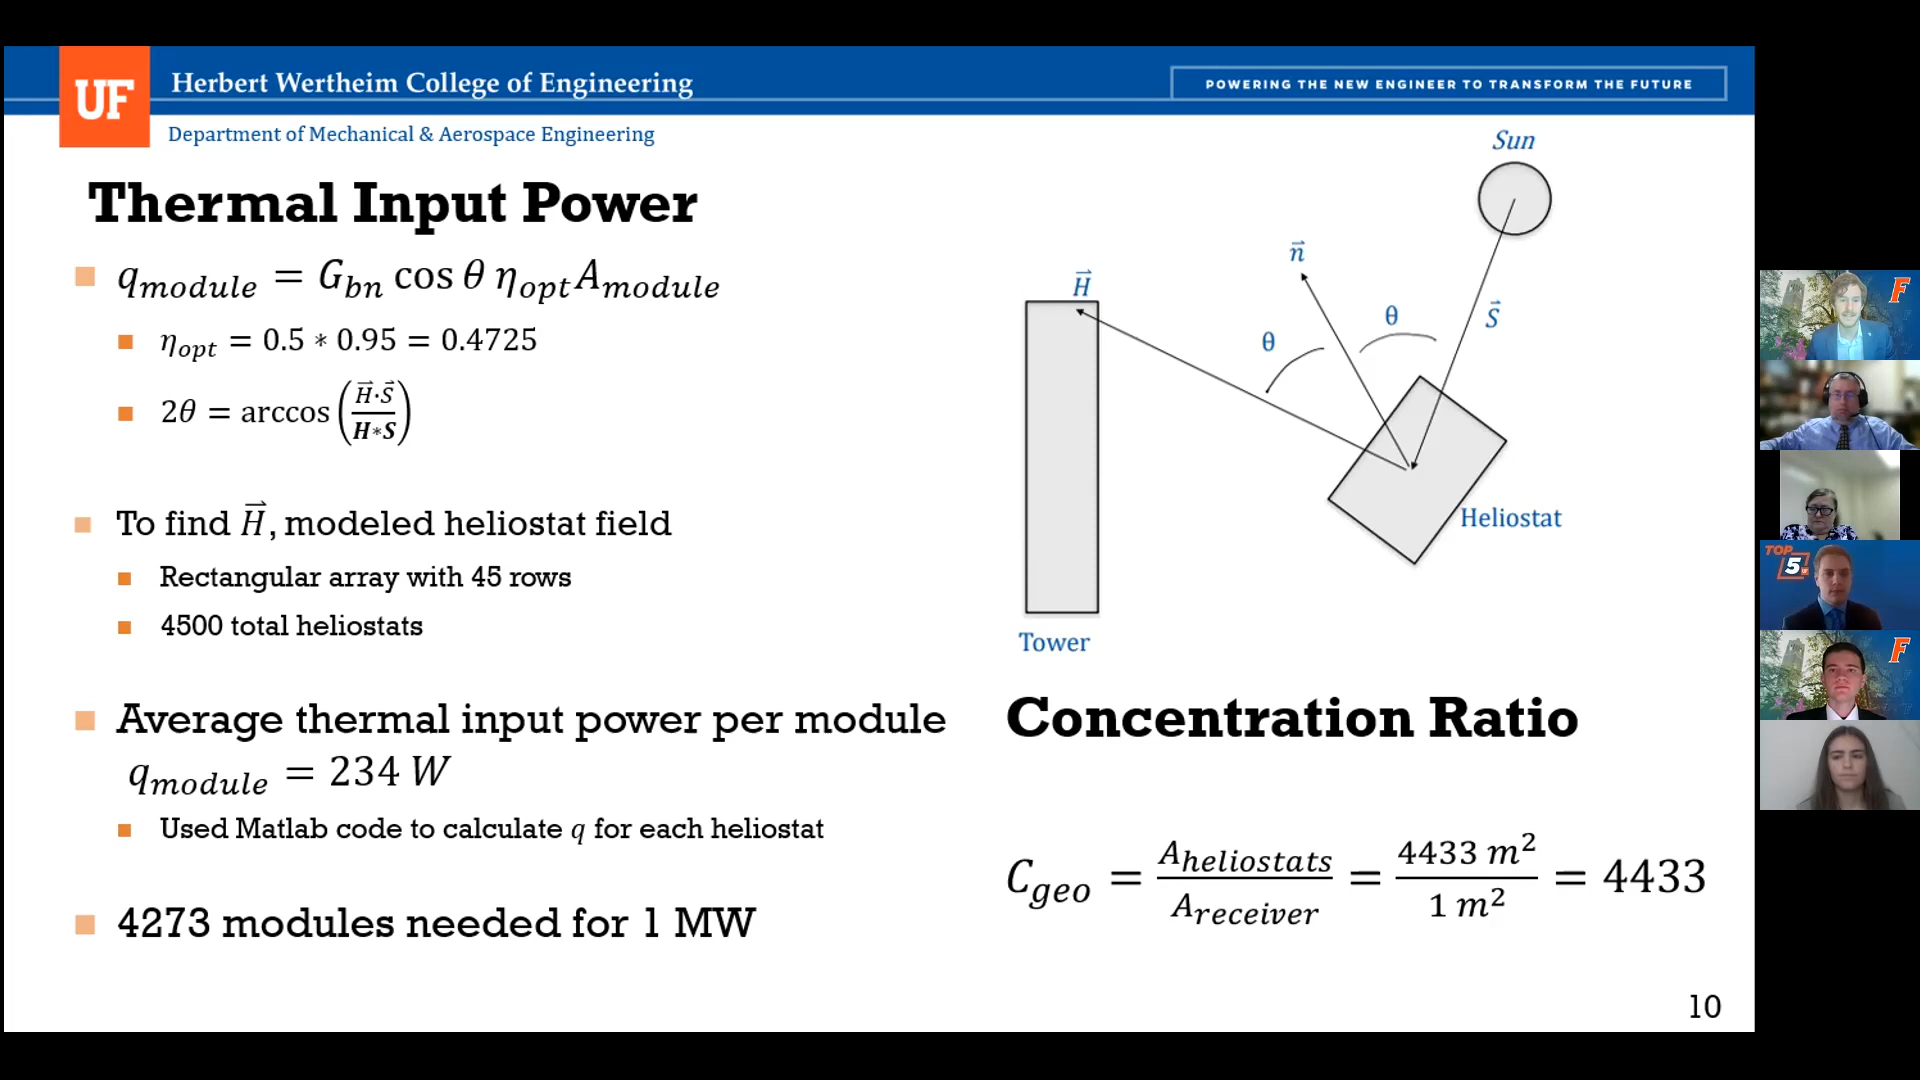 UF
Herbert Wertheim College of Engineering
POWERING THE NEW ENGINEER TO TRANSFORM THE FUTURE
Department of Mechanical & Aerospace Engineering
Thermal Input Power
q_module = G_bn cos θ η_opt A_module
η_opt = 0.5 * 0.95 = 0.4725
2θ = arccos (H⃗·S⃗ / H*S)
To find H⃗, modeled heliostat field
Rectangular array with 45 rows
4500 total heliostats
Average thermal input power per module
q_module = 234 W
Used Matlab code to calculate q for each heliostat
4273 modules needed for 1 MW
Sun
n⃗
H⃗
θ
θ
S⃗
Heliostat
Tower
Concentration Ratio
C_geo = A_heliostats / A_receiver = 4433 m² / 1 m² = 4433
10
F
TOP
5
UF
F